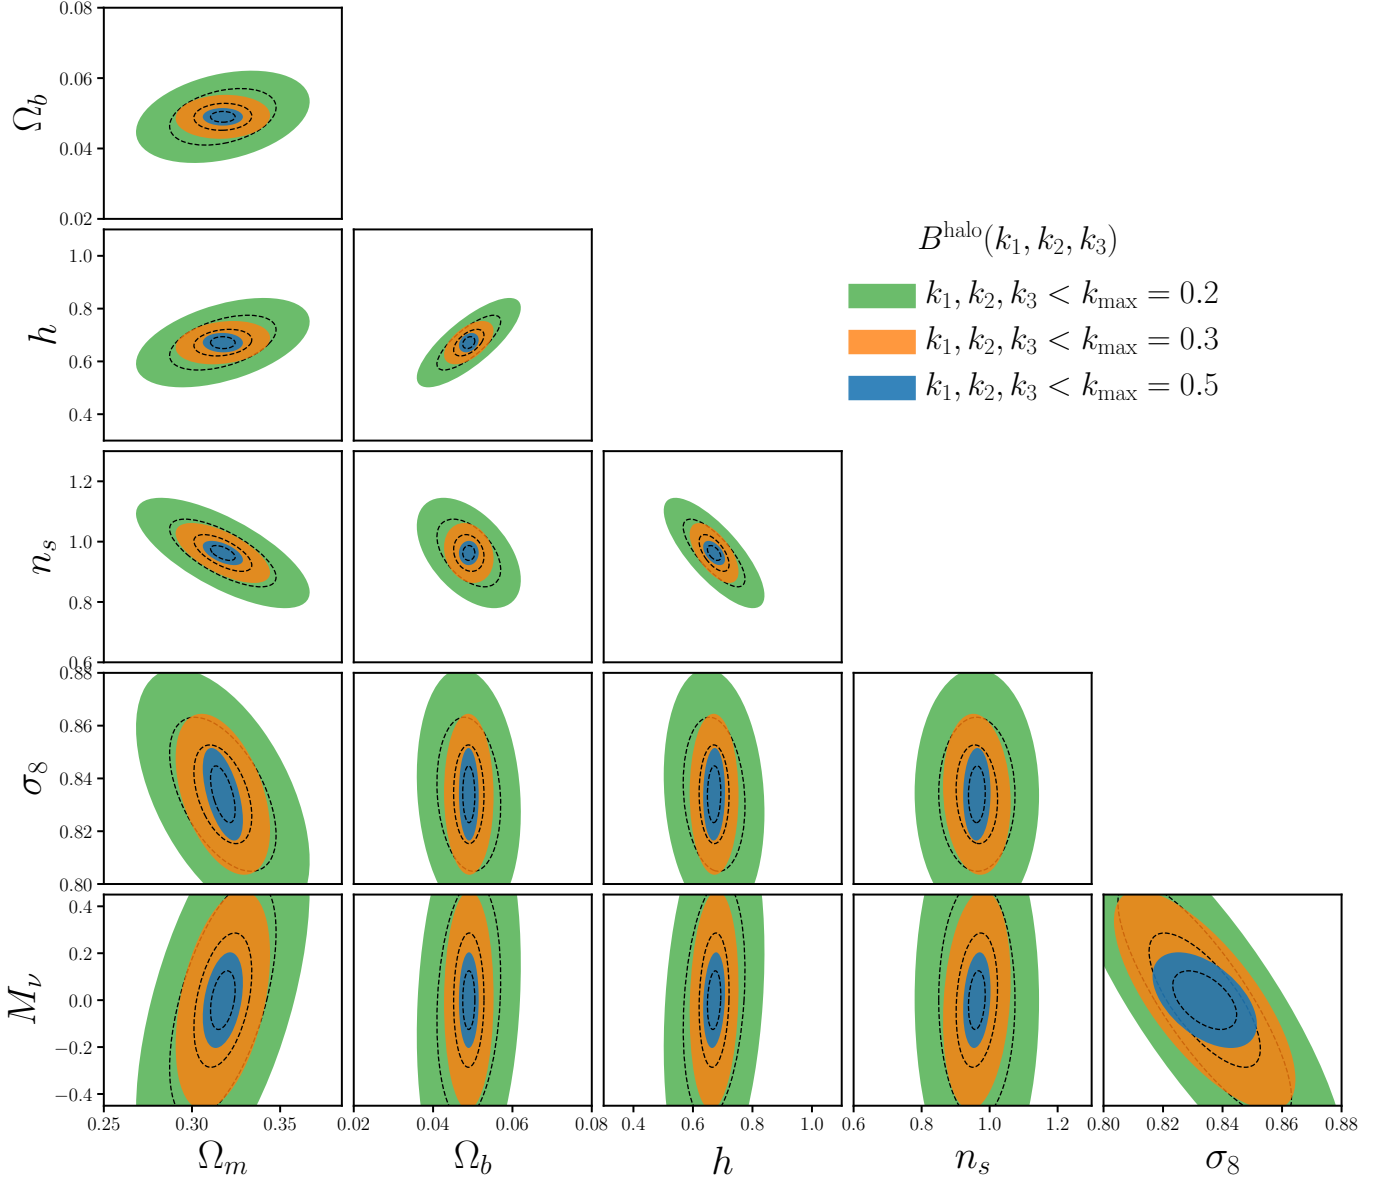 0.08
0.06
Ω_b
0.04
0.02
B^halo(k_1, k_2, k_3)
k_1, k_2, k_3 < k_max = 0.2
k_1, k_2, k_3 < k_max = 0.3
k_1, k_2, k_3 < k_max = 0.5
1.0
0.8
h
0.6
0.4
1.2
1.0
n_s
0.8
0.6
0.88
0.86
σ_8
0.84
0.82
0.80
0.4
0.2
M_ν
0.0
−0.2
−0.4
0.25 0.30 0.35 0.02 0.04 0.06 0.08 0.4 0.6 0.8 1.0 0.6 0.8 1.0 1.2 0.80 0.82 0.84 0.86 0.88
Ω_m Ω_b h n_s σ_8